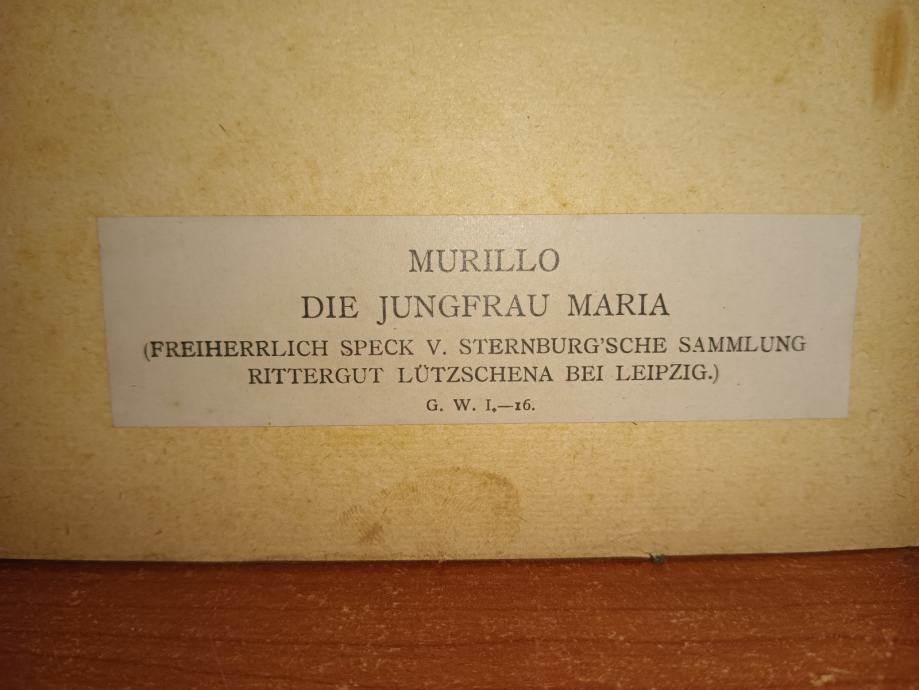 MURILLO
DIE JUNGFRAU MARIA
(FREIHERRLICH SPECK V. STERNBURG'SCHE SAMMLUNG
RITTERGUT LÜTZSCHENA BEI LEIPZIG.)
G. W. I.—16.